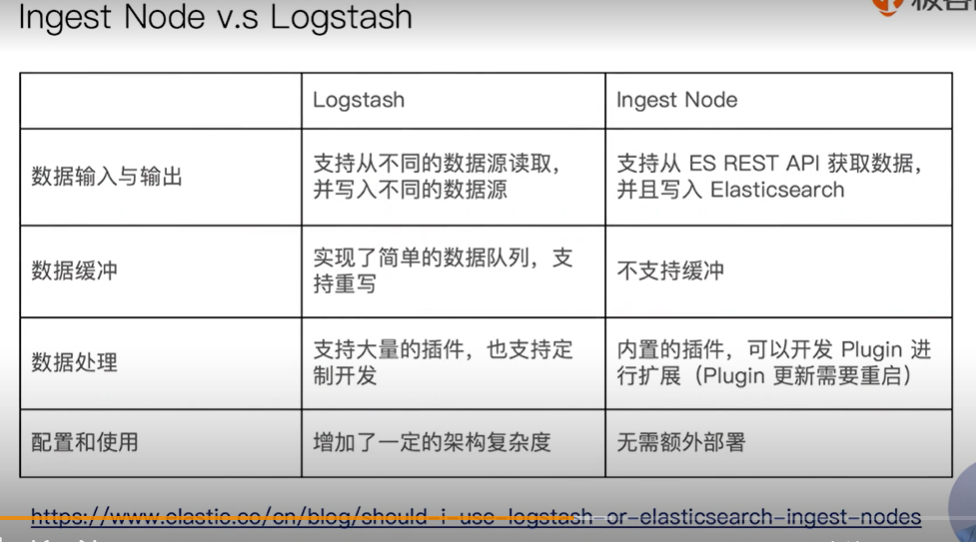 Ingest Node v.s Logstash
Logstash
Ingest Node
数据输入与输出
支持从不同的数据源读取，
并写入不同的数据源
支持从 ES REST API 获取数据，
并且写入 Elasticsearch
数据缓冲
实现了简单的数据队列，支
持重写
不支持缓冲
数据处理
支持大量的插件，也支持定
制开发
内置的插件，可以开发 Plugin 进
行扩展（Plugin 更新需要重启）
配置和使用
增加了一定的架构复杂度
无需额外部署
https://www.elastic.co/cn/blog/should-i-use-logstash-or-elasticsearch-ingest-nodes